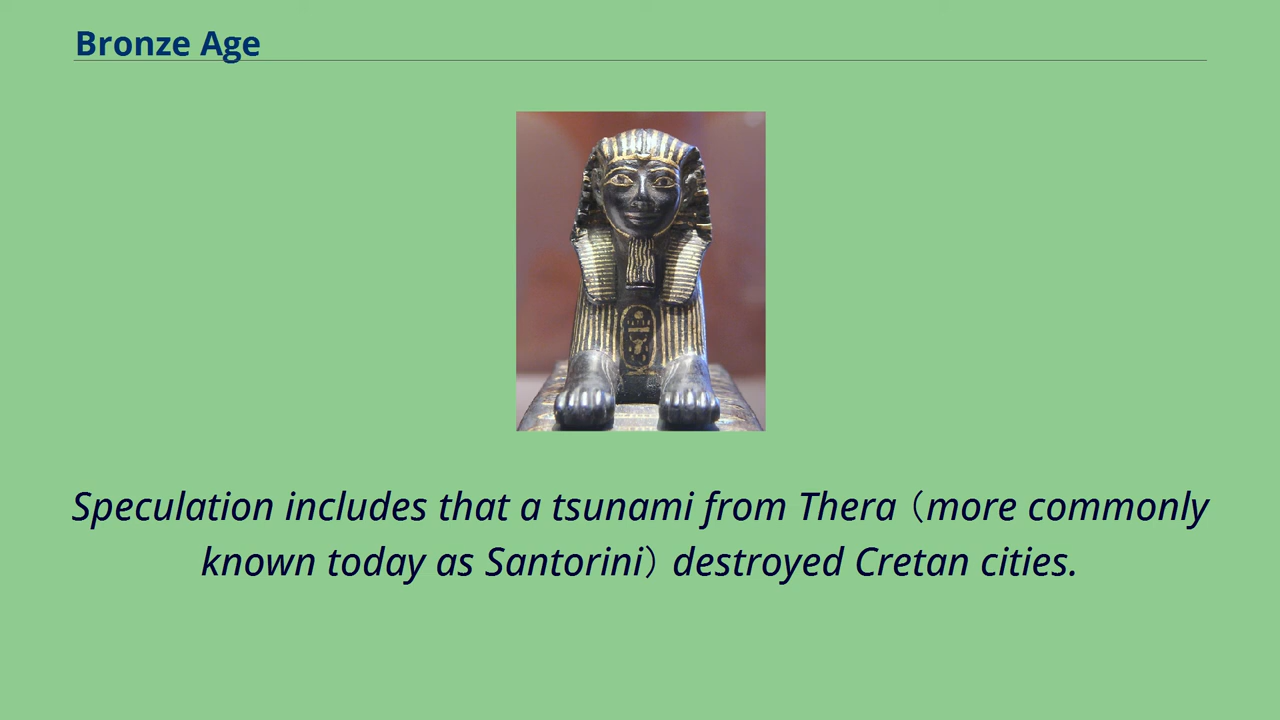 Bronze Age
Speculation includes that a tsunami from Thera（more commonly
known today as Santorini）destroyed Cretan cities.